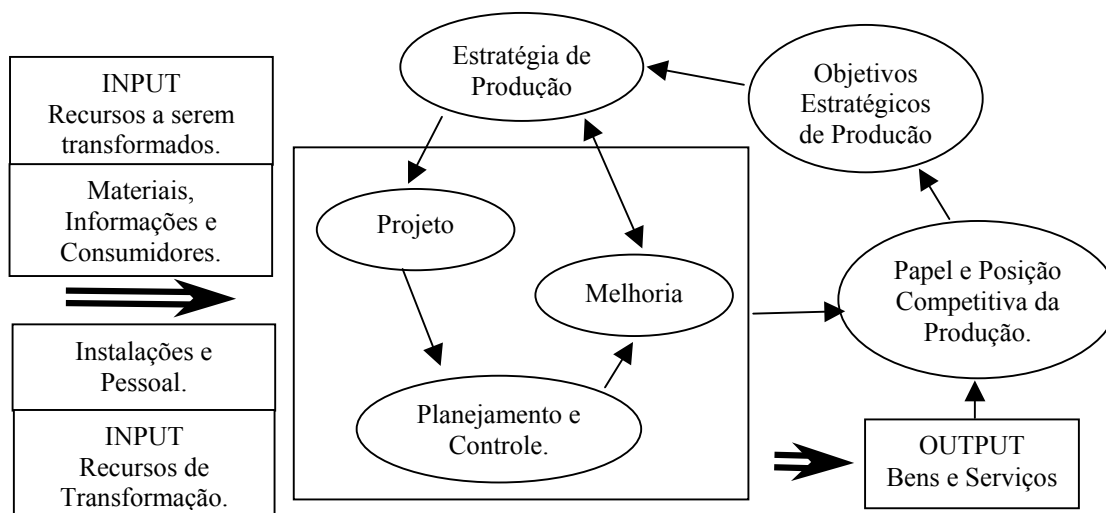 INPUT
Recursos a serem
transformados.
Materiais,
Informações e
Consumidores.
Instalações e
Pessoal.
INPUT
Recursos de
Transformação.
Estratégia de
Produção
Projeto
Melhoria
Planejamento e
Controle.
Objetivos
Estratégicos
de Producão
Papel e Posição
Competitiva da
Produção.
OUTPUT
Bens e Serviços